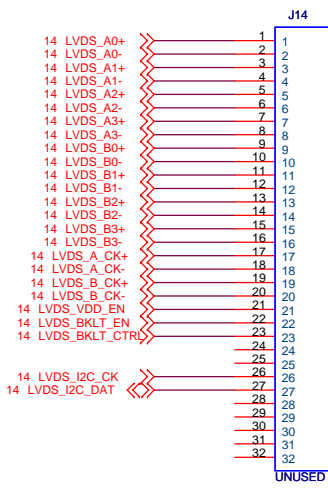 J14
14 LVDS_A0+ 1 1
14 LVDS_A0- 2 2
14 LVDS_A1+ 3 3
14 LVDS_A1- 4 4
14 LVDS_A2+ 5 5
14 LVDS_A2- 6 6
14 LVDS_A3+ 7 7
14 LVDS_A3- 8 8
14 LVDS_B0+ 9 9
14 LVDS_B0- 10 10
14 LVDS_B1+ 11 11
14 LVDS_B1- 12 12
14 LVDS_B2+ 13 13
14 LVDS_B2- 14 14
14 LVDS_B3+ 15 15
14 LVDS_B3- 16 16
14 LVDS_A_CK+ 17 17
14 LVDS_A_CK- 18 18
14 LVDS_B_CK+ 19 19
14 LVDS_B_CK- 20 20
14 LVDS_VDD_EN 21 21
14 LVDS_BKLT_EN 22 22
14 LVDS_BKLT_CTRL 23 23
24 24
25 25
14 LVDS_I2C_CK 26 26
14 LVDS_I2C_DAT 27 27
28 28
29 29
30 30
31 31
32 32
UNUSED